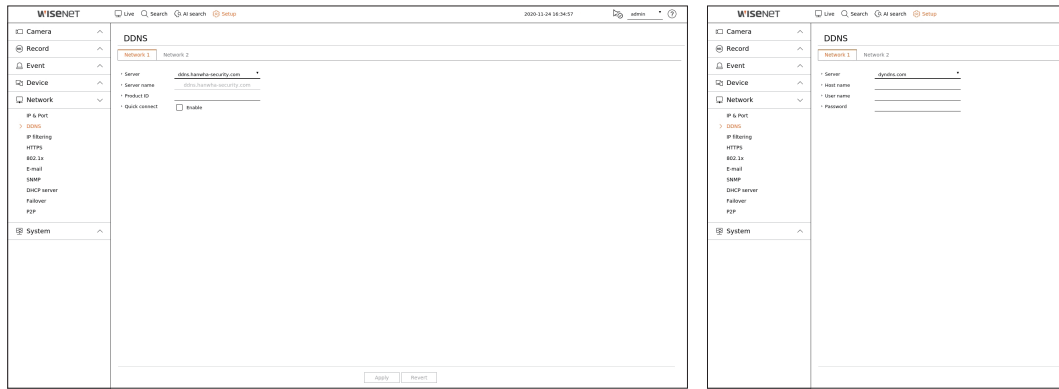 WISENET
Live Search AI search Setup
2020-11-24 16:34:57
admin
?
Camera
Record
Event
Device
Network
IP & Port
DDNS
IP filtering
HTTPS
802.1x
E-mail
SNMP
DHCP server
Failover
P2P
System
DDNS
Network 1 Network 2
Server ddns.hanwha-security.com
Server name ddns.hanwha-security.com
Product ID
Quick connect Enable
Apply Revert
WISENET
Live Search AI search Setup
Camera
Record
Event
Device
Network
IP & Port
DDNS
IP filtering
HTTPS
802.1x
E-mail
SNMP
DHCP server
Failover
P2P
System
DDNS
Network 1 Network 2
Server dyndns.com
Host name
User name
Password